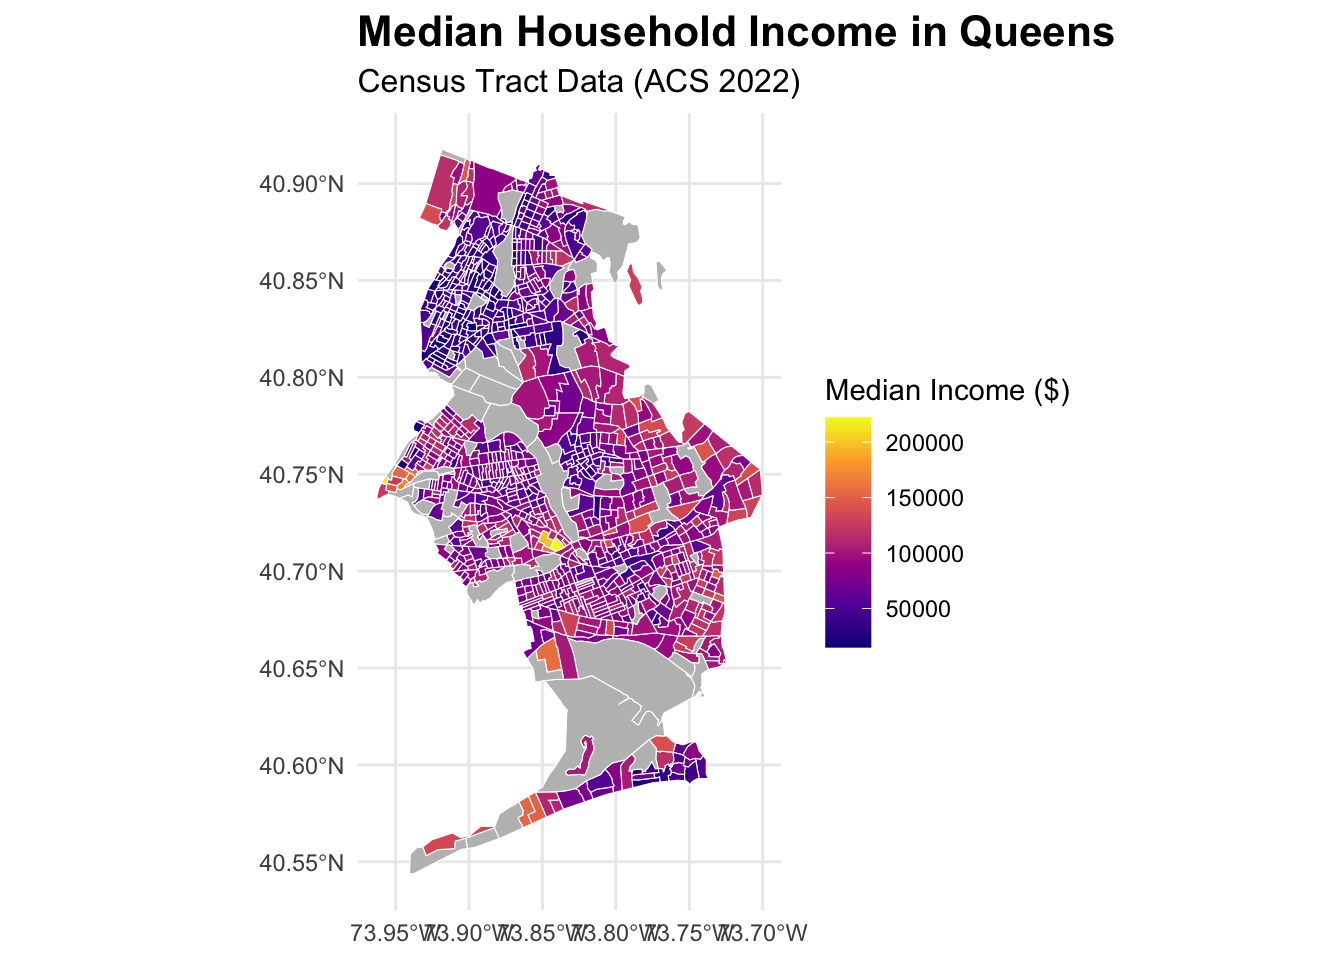 Median Household Income in Queens
Census Tract Data (ACS 2022)
40.90°N
40.85°N
40.80°N
40.75°N
40.70°N
40.65°N
40.60°N
40.55°N
73.95°W 73.90°W 73.85°W 73.80°W 73.75°W 73.70°W
Median Income ($)
200000
150000
100000
50000